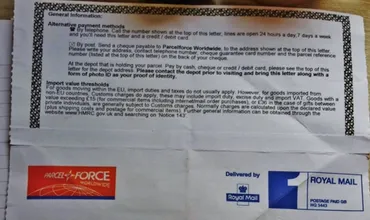 General Information:
Alternative payment methods
By telephone. Call the number shown at the top of this letter, lines are open 24 hours a day,7 days a week
and you'll need this letter and a credit / debit card.
By post. Send a cheque payable to Parcelforce Worldwide, to the address shown at the top of this letter.
Please write your address, contact telephone number, cheque guarantee card number and the parcel reference
number (listed at the top of this letter) on the back of your cheque.
At the depot that is holding your parcel. Pay by cash, cheque or credit / debit card, please see the top of this
letter for the depot address. Please contact the depot prior to visiting and bring this letter along with a
form of photo ID as your proof of identity.
Import value thresholds
For goods moving within the EU, import duties and taxes do not usually apply. However, for goods imported from
non EU countries, Customs charges do apply, these may include import duty, excise duty and import VAT. Goods with a
value exceeding £15 (for commercial items including internet/mail order purchases), or £36 in the case of gifts between
private individuals, are generally subject to Customs charges. Normally charges are calculated upon the declared value
(plus shipping costs and postage for commercial items). Further general information can be obtained through the
website www.HMRC.gov.uk and searching on 'Notice 143'.
PARCEL FORCE
WORLDWIDE
Delivered by
Royal Mail
1
ROYAL MAIL
POSTAGE PAID GB